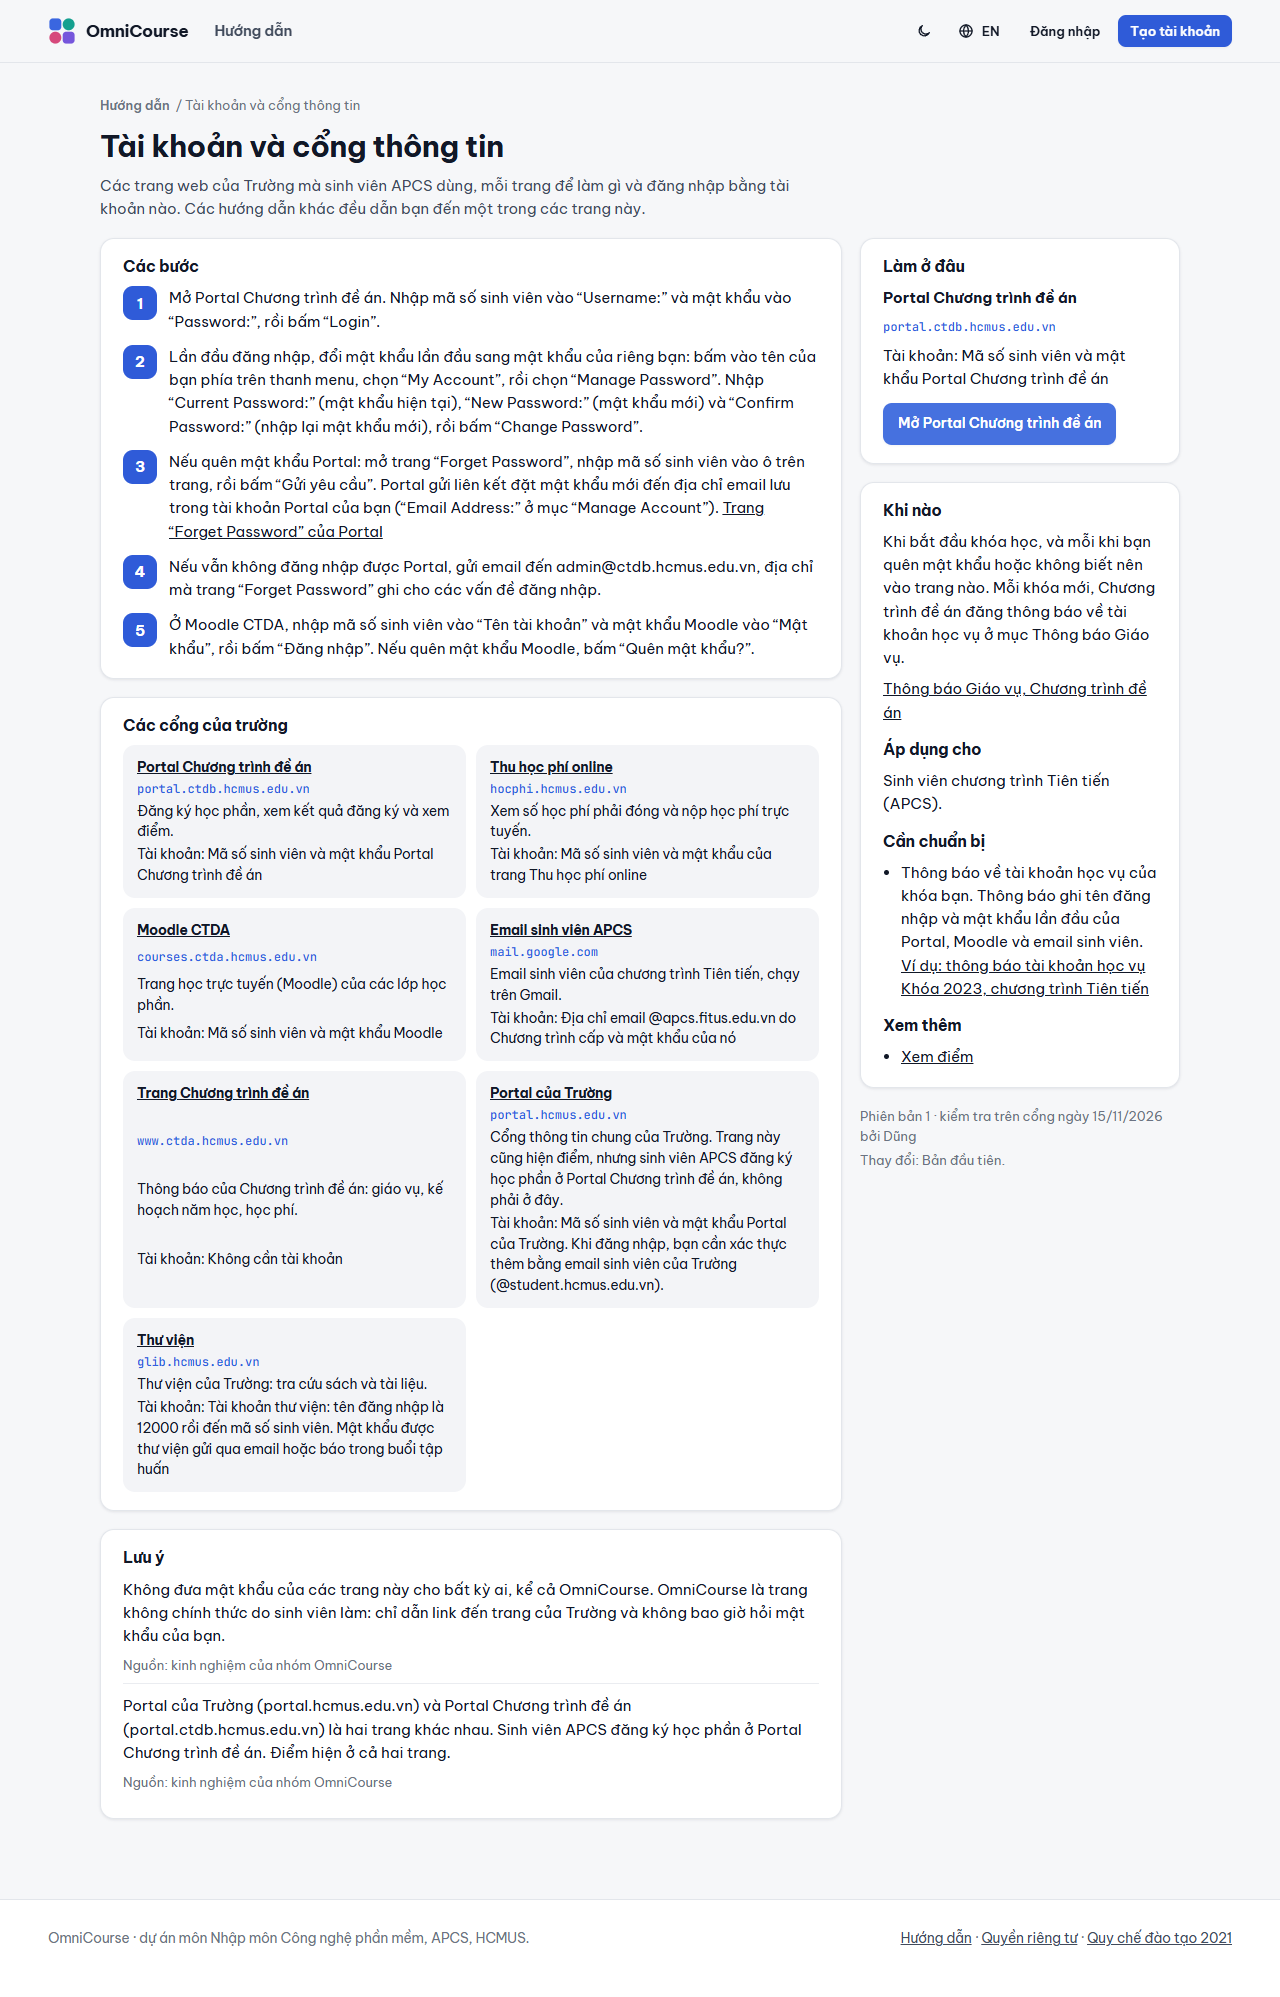 OmniCourse
Hướng dẫn
EN
Đăng nhập
Tạo tài khoản
Hướng dẫn / Tài khoản và cổng thông tin
Tài khoản và cổng thông tin
Các trang web của Trường mà sinh viên APCS dùng, mỗi trang để làm gì và đăng nhập bằng tài
khoản nào. Các hướng dẫn khác đều dẫn bạn đến một trong các trang này.
Các bước
1 Mở Portal Chương trình đề án. Nhập mã số sinh viên vào “Username:” và mật khẩu vào
“Password:”, rồi bấm “Login”.
2 Lần đầu đăng nhập, đổi mật khẩu lần đầu sang mật khẩu của riêng bạn: bấm vào tên của
bạn phía trên thanh menu, chọn “My Account”, rồi chọn “Manage Password”. Nhập
“Current Password:” (mật khẩu hiện tại), “New Password:” (mật khẩu mới) và “Confirm
Password:” (nhập lại mật khẩu mới), rồi bấm “Change Password”.
3 Nếu quên mật khẩu Portal: mở trang “Forget Password”, nhập mã số sinh viên vào ô trên
trang, rồi bấm “Gửi yêu cầu”. Portal gửi liên kết đặt mật khẩu mới đến địa chỉ email lưu
trong tài khoản Portal của bạn (“Email Address:” ở mục “Manage Account”). Trang
“Forget Password” của Portal
4 Nếu vẫn không đăng nhập được Portal, gửi email đến admin@ctdb.hcmus.edu.vn, địa chỉ
mà trang “Forget Password” ghi cho các vấn đề đăng nhập.
5 Ở Moodle CTDA, nhập mã số sinh viên vào “Tên tài khoản” và mật khẩu Moodle vào “Mật
khẩu”, rồi bấm “Đăng nhập”. Nếu quên mật khẩu Moodle, bấm “Quên mật khẩu?”.
Các cổng của trường
Portal Chương trình đề án
portal.ctdb.hcmus.edu.vn
Đăng ký học phần, xem kết quả đăng ký và xem
điểm.
Tài khoản: Mã số sinh viên và mật khẩu Portal
Chương trình đề án
Thu học phí online
hocphi.hcmus.edu.vn
Xem số học phí phải đóng và nộp học phí trực
tuyến.
Tài khoản: Mã số sinh viên và mật khẩu của
trang Thu học phí online
Moodle CTDA
courses.ctda.hcmus.edu.vn
Trang học trực tuyến (Moodle) của các lớp học
phần.
Tài khoản: Mã số sinh viên và mật khẩu Moodle
Email sinh viên APCS
mail.google.com
Email sinh viên của chương trình Tiên tiến, chạy
trên Gmail.
Tài khoản: Địa chỉ email @apcs.fitus.edu.vn do
Chương trình cấp và mật khẩu của nó
Trang Chương trình đề án
www.ctda.hcmus.edu.vn
Thông báo của Chương trình đề án: giáo vụ, kế
hoạch năm học, học phí.
Tài khoản: Không cần tài khoản
Portal của Trường
portal.hcmus.edu.vn
Cổng thông tin chung của Trường. Trang này
cũng hiện điểm, nhưng sinh viên APCS đăng ký
học phần ở Portal Chương trình đề án, không
phải ở đây.
Tài khoản: Mã số sinh viên và mật khẩu Portal
của Trường. Khi đăng nhập, bạn cần xác thực
thêm bằng email sinh viên của Trường
(@student.hcmus.edu.vn).
Thư viện
glib.hcmus.edu.vn
Thư viện của Trường: tra cứu sách và tài liệu.
Tài khoản: Tài khoản thư viện: tên đăng nhập là
12000 rồi đến mã số sinh viên. Mật khẩu được
thư viện gửi qua email hoặc báo trong buổi tập
huấn
Lưu ý
Không đưa mật khẩu của các trang này cho bất kỳ ai, kể cả OmniCourse. OmniCourse là trang
không chính thức do sinh viên làm: chỉ dẫn link đến trang của Trường và không bao giờ hỏi mật
khẩu của bạn.
Nguồn: kinh nghiệm của nhóm OmniCourse
Portal của Trường (portal.hcmus.edu.vn) và Portal Chương trình đề án
(portal.ctdb.hcmus.edu.vn) là hai trang khác nhau. Sinh viên APCS đăng ký học phần ở Portal
Chương trình đề án. Điểm hiện ở cả hai trang.
Nguồn: kinh nghiệm của nhóm OmniCourse
Làm ở đâu
Portal Chương trình đề án
portal.ctdb.hcmus.edu.vn
Tài khoản: Mã số sinh viên và mật
khẩu Portal Chương trình đề án
Mở Portal Chương trình đề án
Khi nào
Khi bắt đầu khóa học, và mỗi khi bạn
quên mật khẩu hoặc không biết nên
vào trang nào. Mỗi khóa mới, Chương
trình đề án đăng thông báo về tài
khoản học vụ ở mục Thông báo Giáo
vụ.
Thông báo Giáo vụ, Chương trình đề
án
Áp dụng cho
Sinh viên chương trình Tiên tiến
(APCS).
Cần chuẩn bị
• Thông báo về tài khoản học vụ của
khóa bạn. Thông báo ghi tên đăng
nhập và mật khẩu lần đầu của
Portal, Moodle và email sinh viên.
Ví dụ: thông báo tài khoản học vụ
Khóa 2023, chương trình Tiên tiến
Xem thêm
• Xem điểm
Phiên bản 1 · kiểm tra trên cổng ngày 15/11/2026
bởi Dũng
Thay đổi: Bản đầu tiên.
OmniCourse · dự án môn Nhập môn Công nghệ phần mềm, APCS, HCMUS.
Hướng dẫn · Quyền riêng tư · Quy chế đào tạo 2021